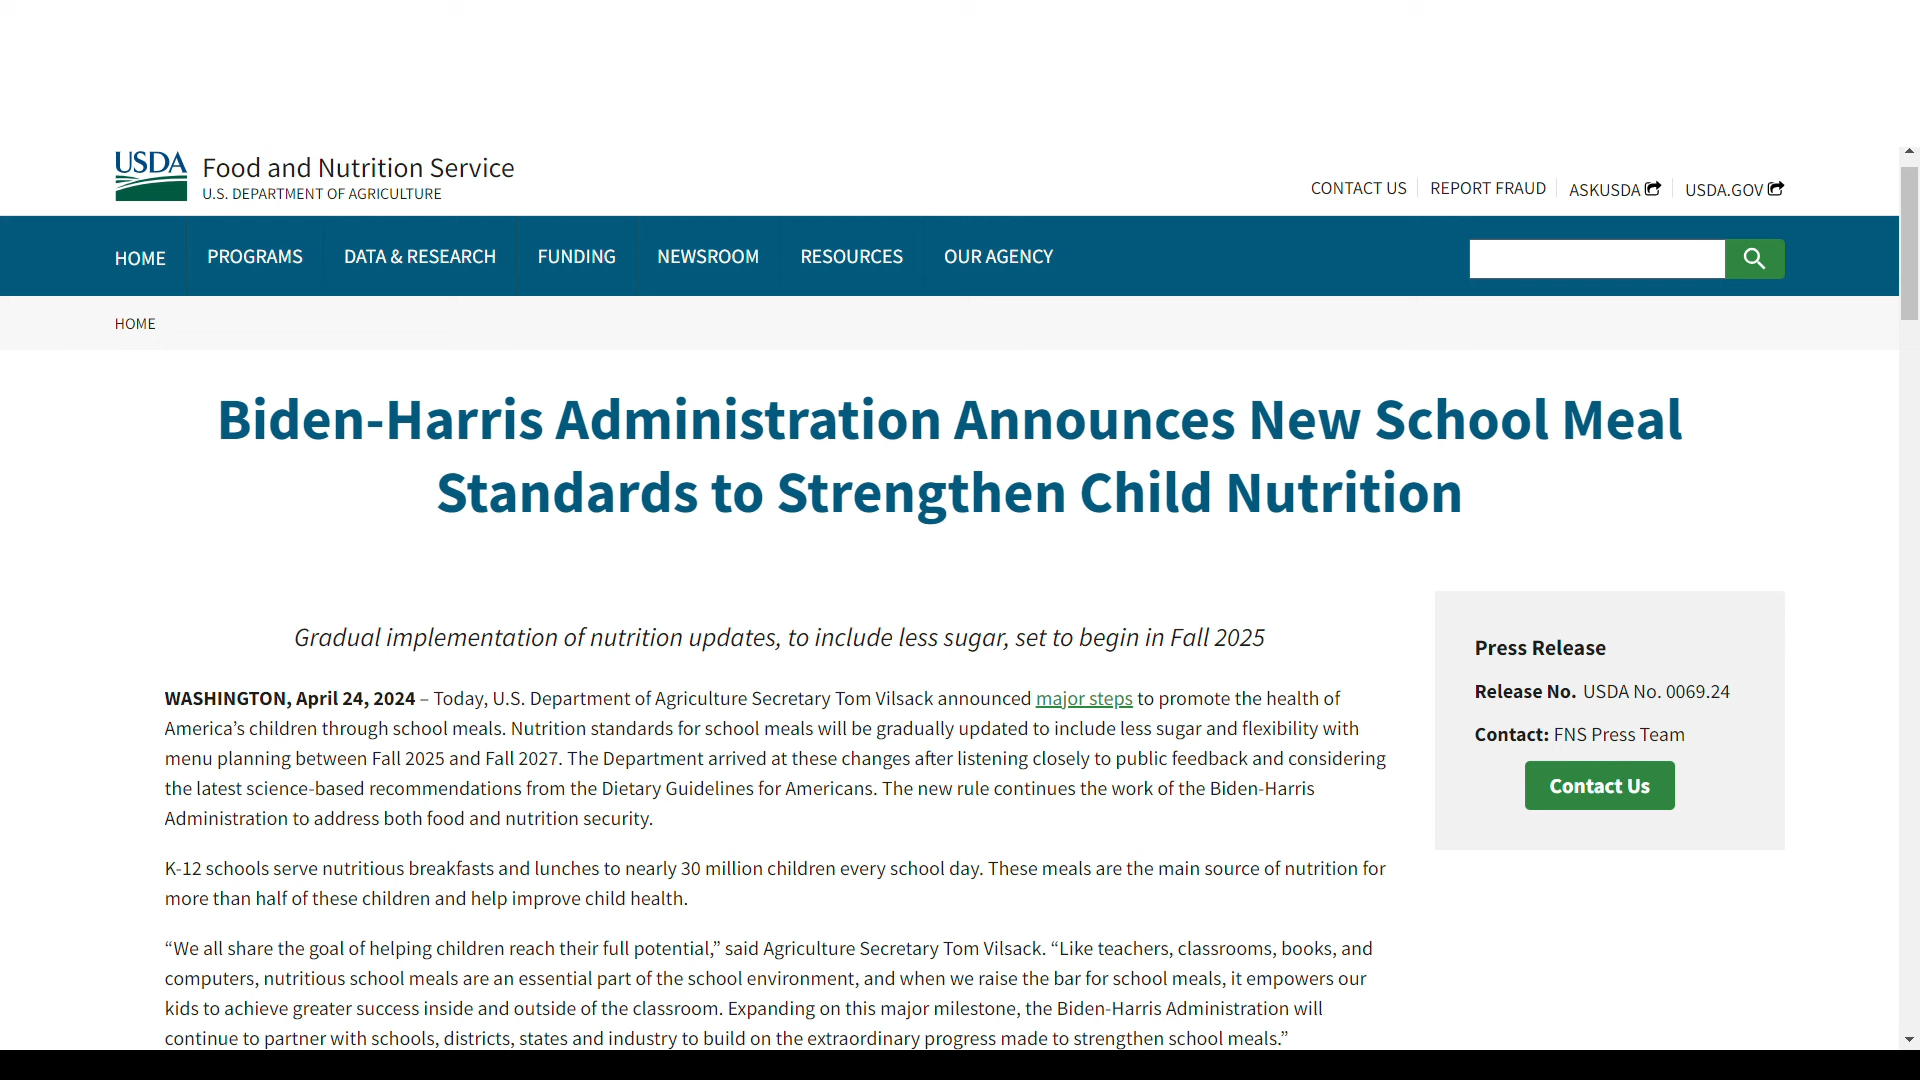 USDA Food and Nutrition Service
U.S. DEPARTMENT OF AGRICULTURE
CONTACT US
REPORT FRAUD
ASKUSDA
USDA.GOV
HOME
PROGRAMS
DATA & RESEARCH
FUNDING
NEWSROOM
RESOURCES
OUR AGENCY
HOME
Biden-Harris Administration Announces New School Meal
Standards to Strengthen Child Nutrition
Gradual implementation of nutrition updates, to include less sugar, set to begin in Fall 2025
WASHINGTON, April 24, 2024 – Today, U.S. Department of Agriculture Secretary Tom Vilsack announced major steps to promote the health of
America’s children through school meals. Nutrition standards for school meals will be gradually updated to include less sugar and flexibility with
menu planning between Fall 2025 and Fall 2027. The Department arrived at these changes after listening closely to public feedback and considering
the latest science-based recommendations from the Dietary Guidelines for Americans. The new rule continues the work of the Biden-Harris
Administration to address both food and nutrition security.
K-12 schools serve nutritious breakfasts and lunches to nearly 30 million children every school day. These meals are the main source of nutrition for
more than half of these children and help improve child health.
“We all share the goal of helping children reach their full potential,” said Agriculture Secretary Tom Vilsack. “Like teachers, classrooms, books, and
computers, nutritious school meals are an essential part of the school environment, and when we raise the bar for school meals, it empowers our
kids to achieve greater success inside and outside of the classroom. Expanding on this major milestone, the Biden-Harris Administration will
continue to partner with schools, districts, states and industry to build on the extraordinary progress made to strengthen school meals.”
Press Release
Release No. USDA No. 0069.24
Contact: FNS Press Team
Contact Us